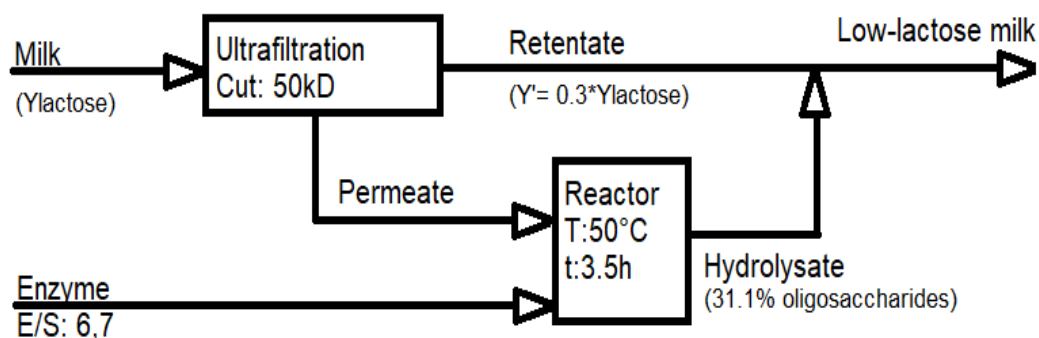 Milk
(Ylactose)
Ultrafiltration
Cut: 50kD
Retentate
(Y'= 0.3*Ylactose)
Low-lactose milk
Permeate
Reactor
T:50°C
t:3.5h
Hydrolysate
(31.1% oligosaccharides)
Enzyme
E/S: 6,7